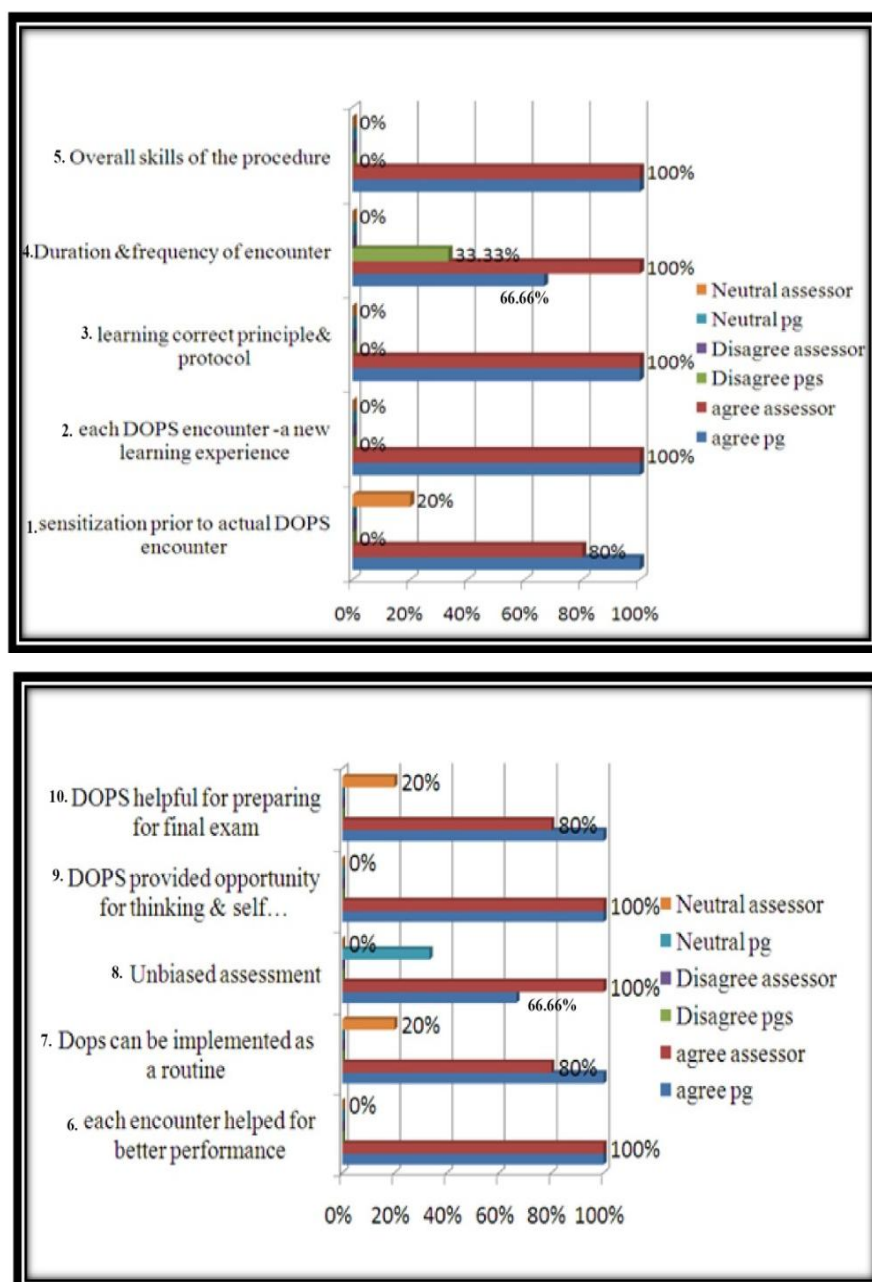 0%
5. Overall skills of the procedure
0%
100%
0%
4.Duration &frequency of encounter
33.33%
100%
66.66%
0%
3. learning correct principle&
protocol
0%
100%
0%
2. each DOPS encounter -a new
learning experience
0%
100%
20%
1.sensitization prior to actual DOPS
encounter
0%
80%
0% 20% 40% 60% 80% 100%
Neutral assessor
Neutral pg
Disagree assessor
Disagree pgs
agree assessor
agree pg
20%
10. DOPS helpful for preparing
for final exam
80%
0%
9. DOPS provided opportunity
for thinking & self...
100%
0%
8. Unbiased assessment
100%
66.66%
20%
7. Dops can be implemented as
a routine
80%
0%
6. each encounter helped for
better performance
100%
0% 20% 40% 60% 80% 100%
Neutral assessor
Neutral pg
Disagree assessor
Disagree pgs
agree assessor
agree pg